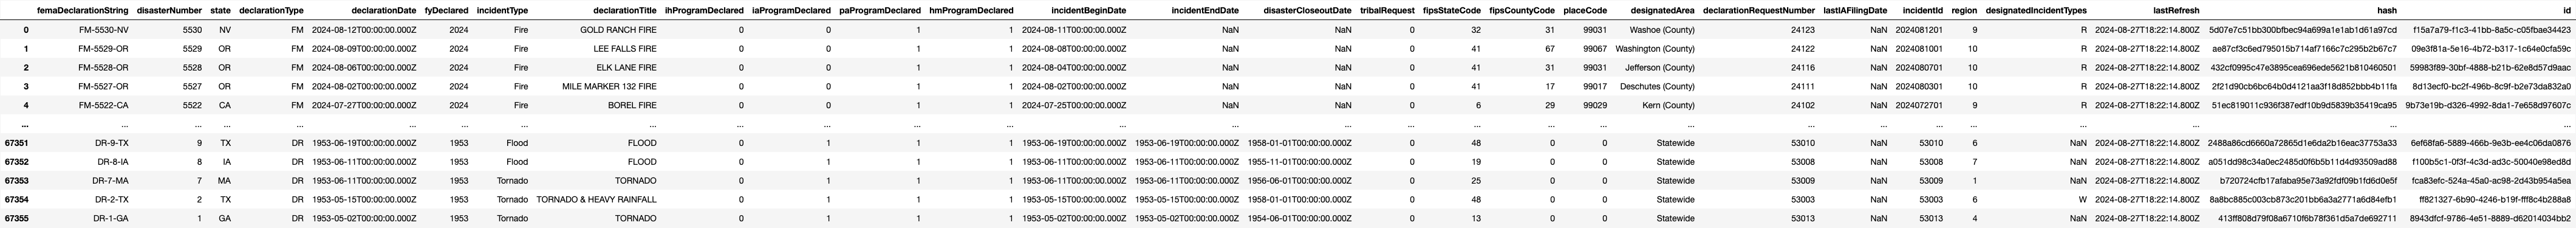 femaDeclarationString disasterNumber state declarationType declarationDate fyDeclared incidentType declarationTitle ihProgramDeclared iaProgramDeclared paProgramDeclared hmProgramDeclared incidentBeginDate incidentEndDate disasterCloseoutDate tribalRequest fipsStateCode fipsCountyCode placeCode designatedArea declarationRequestNumber lastIAFilingDate incidentId region designatedIncidentTypes lastRefresh hash id
0 FM-5530-NV 5530 NV FM 2024-08-12T00:00:00.000Z 2024 Fire GOLD RANCH FIRE 0 0 1 1 2024-08-11T00:00:00.000Z NaN NaN 0 32 31 99031 Washoe (County) 24123 NaN 2024081201 9 R 2024-08-27T18:22:14.800Z 5d07e7c51bb300bfbec94a699a1e1ab1d61a97cd f15a7a79-f1c3-41bb-8a5c-c05fbae34423
1 FM-5529-OR 5529 OR FM 2024-08-09T00:00:00.000Z 2024 Fire LEE FALLS FIRE 0 0 1 1 2024-08-08T00:00:00.000Z NaN NaN 0 41 67 99067 Washington (County) 24122 NaN 2024081001 10 R 2024-08-27T18:22:14.800Z ae87cf3c6ed795015b714af7166c7c295b2b67c7 09e3f81a-5e16-4b72-b317-1c64e0cfa59c
2 FM-5528-OR 5528 OR FM 2024-08-06T00:00:00.000Z 2024 Fire ELK LANE FIRE 0 0 1 1 2024-08-04T00:00:00.000Z NaN NaN 0 41 31 99031 Jefferson (County) 24116 NaN 2024080701 10 R 2024-08-27T18:22:14.800Z 432cf0995c47e3895cea696ede5621b810460501 59983f89-30bf-4888-b21b-62e8d57d9aac
3 FM-5527-OR 5527 OR FM 2024-08-02T00:00:00.000Z 2024 Fire MILE MARKER 132 FIRE 0 0 1 1 2024-08-02T00:00:00.000Z NaN NaN 0 41 17 99017 Deschutes (County) 24111 NaN 2024080301 10 R 2024-08-27T18:22:14.800Z 2f21d90cb6bc64b0d4121aa3f18d852bbb4b11fa 8d13ecf0-bc2f-496b-8c9f-b2e73da832a0
4 FM-5522-CA 5522 CA FM 2024-07-27T00:00:00.000Z 2024 Fire BOREL FIRE 0 0 1 1 2024-07-25T00:00:00.000Z NaN NaN 0 6 29 99029 Kern (County) 24102 NaN 2024072701 9 R 2024-08-27T18:22:14.800Z 51ec819011c936f387edf10b9d5839b35419ca95 9b73e19b-d326-4992-8da1-7e658d97607c
... ... ... ... ... ... ... ... ... ... ... ... ... ... ... ... ... ... ... ... ... ... ... ... ... ... ... ... ...
67351 DR-9-TX 9 TX DR 1953-06-19T00:00:00.000Z 1953 Flood FLOOD 0 1 1 1 1953-06-19T00:00:00.000Z 1953-06-19T00:00:00.000Z 1958-01-01T00:00:00.000Z 0 48 0 0 Statewide 53010 NaN 53010 6 NaN 2024-08-27T18:22:14.800Z 2488a86cd6660a72865d1e6da2b16eac37753a33 6ef68fa6-5889-466b-9e3b-ee4c06da0876
67352 DR-8-IA 8 IA DR 1953-06-11T00:00:00.000Z 1953 Flood FLOOD 0 1 1 1 1953-06-11T00:00:00.000Z 1953-06-11T00:00:00.000Z 1955-11-01T00:00:00.000Z 0 19 0 0 Statewide 53008 NaN 53008 7 NaN 2024-08-27T18:22:14.800Z a051dd98c34a0ec2485d0f6b5b11d4d93509ad88 f100b5c1-0f3f-4c3d-ad3c-50040e98ed8d
67353 DR-7-MA 7 MA DR 1953-06-11T00:00:00.000Z 1953 Tornado TORNADO 0 1 1 1 1953-06-11T00:00:00.000Z 1953-06-11T00:00:00.000Z 1956-06-01T00:00:00.000Z 0 25 0 0 Statewide 53009 NaN 53009 1 NaN 2024-08-27T18:22:14.800Z b720724cfb17afaba95e73a92fdf09b1fd6d0e5f fca83efc-524a-45a0-ac98-2d43b954a5ea
67354 DR-2-TX 2 TX DR 1953-05-15T00:00:00.000Z 1953 Tornado TORNADO & HEAVY RAINFALL 0 1 1 1 1953-05-15T00:00:00.000Z 1953-05-15T00:00:00.000Z 1958-01-01T00:00:00.000Z 0 48 0 0 Statewide 53003 NaN 53003 6 W 2024-08-27T18:22:14.800Z 8a8bc885c003cb873c201bb6a3a2771a6d84efb1 ff821327-6b90-4246-b19f-fff8c4b288a8
67355 DR-1-GA 1 GA DR 1953-05-02T00:00:00.000Z 1953 Tornado TORNADO 0 1 1 1 1953-05-02T00:00:00.000Z 1953-05-02T00:00:00.000Z 1954-06-01T00:00:00.000Z 0 13 0 0 Statewide 53013 NaN 53013 4 NaN 2024-08-27T18:22:14.800Z 413ff808d79f08a6710f6b78f361d5a7de692711 8943dfcf-9786-4e51-8889-d62014034bb2